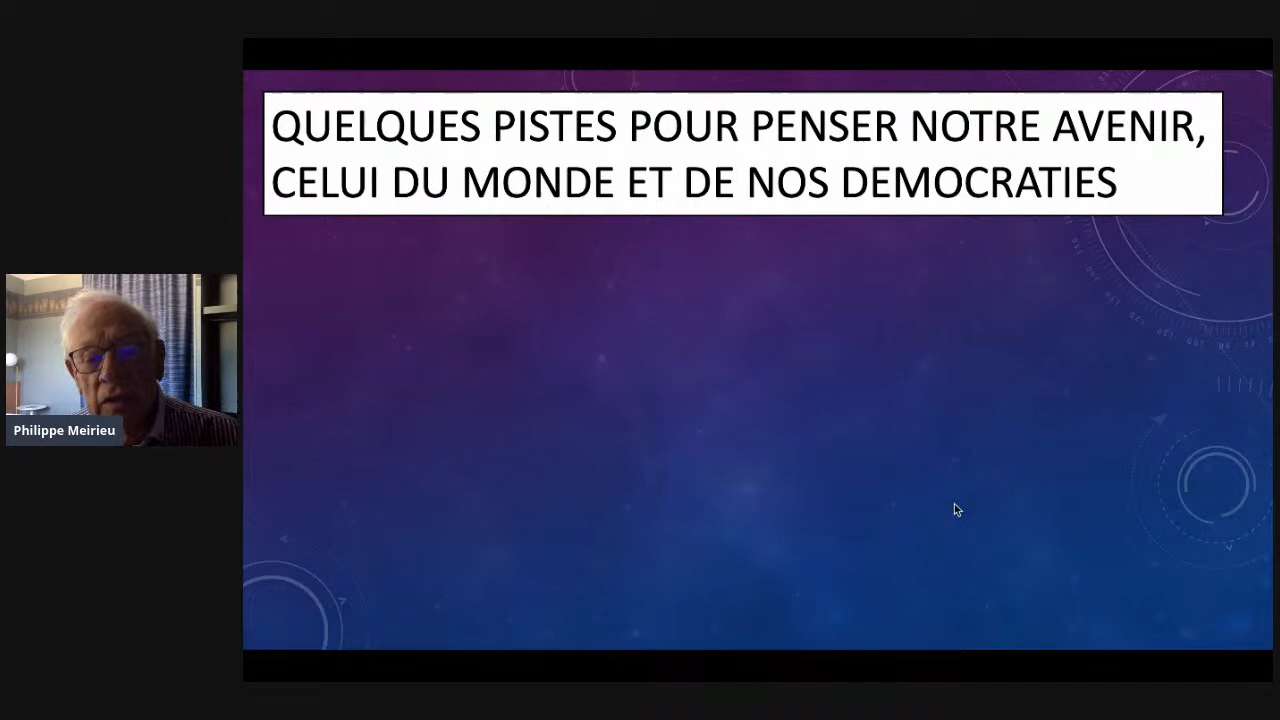 QUELQUES PISTES POUR PENSER NOTRE AVENIR,
CELUI DU MONDE ET DE NOS DEMOCRATIES
Philippe Meirieu